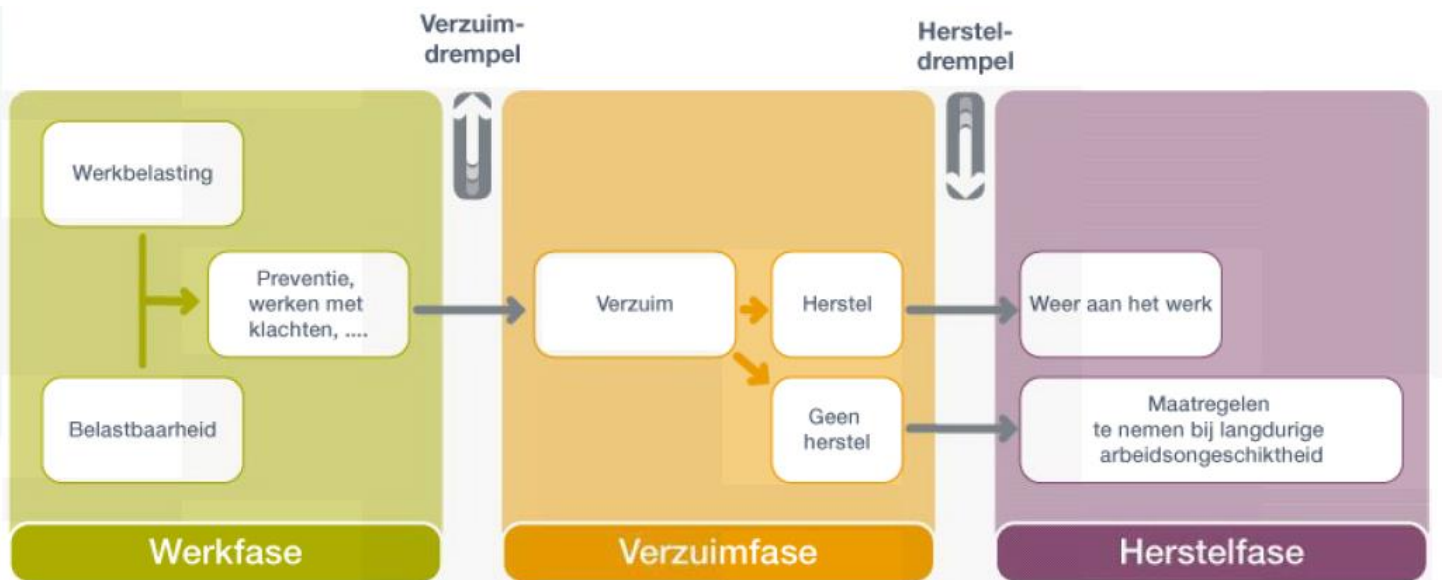 Verzuim-
drempel
Herstel-
drempel
Werkbelasting
Preventie,
werken met
klachten, ....
Belastbaarheid
Werkfase
Verzuim
Herstel
Geen
herstel
Verzuimfase
Weer aan het werk
Maatregelen
te nemen bij langdurige
arbeidsongeschiktheid
Herstelfase